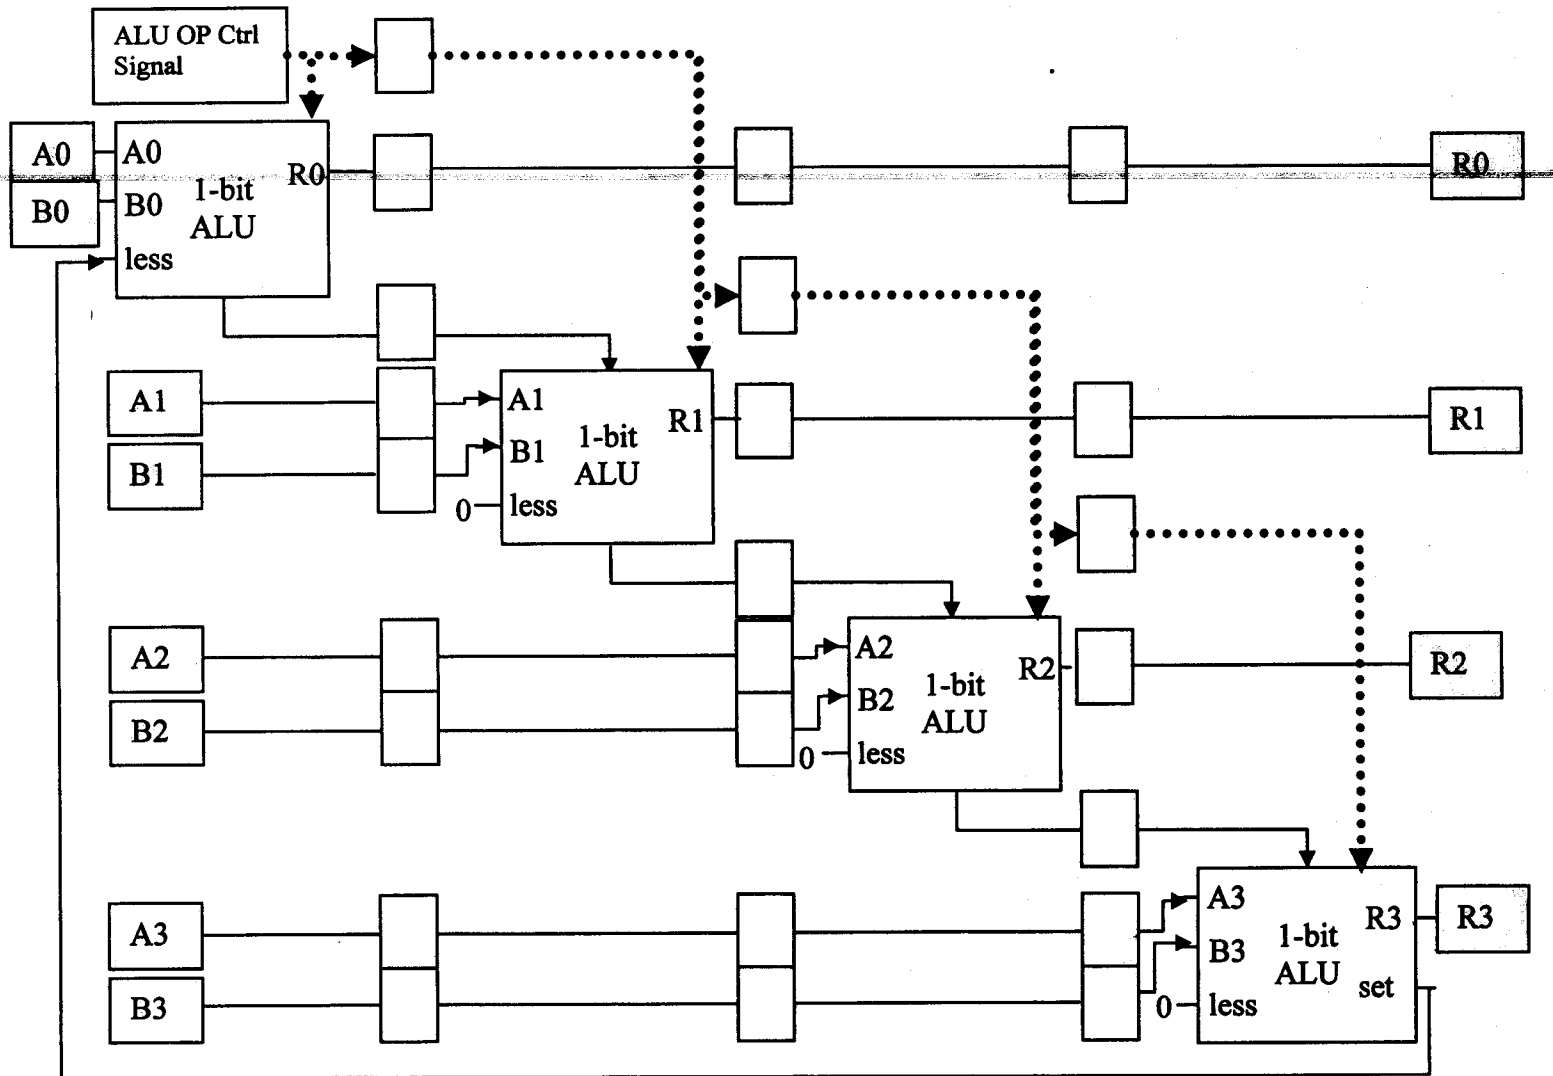 ALU OP Ctrl
Signal
A0
B0
A0
B0
less
1-bit
ALU
R0
R0
A1
B1
A1
B1
0
less
1-bit
ALU
R1
R1
A2
B2
A2
B2
0
less
1-bit
ALU
R2
R2
A3
B3
A3
B3
0
less
1-bit
ALU
R3
set
R3